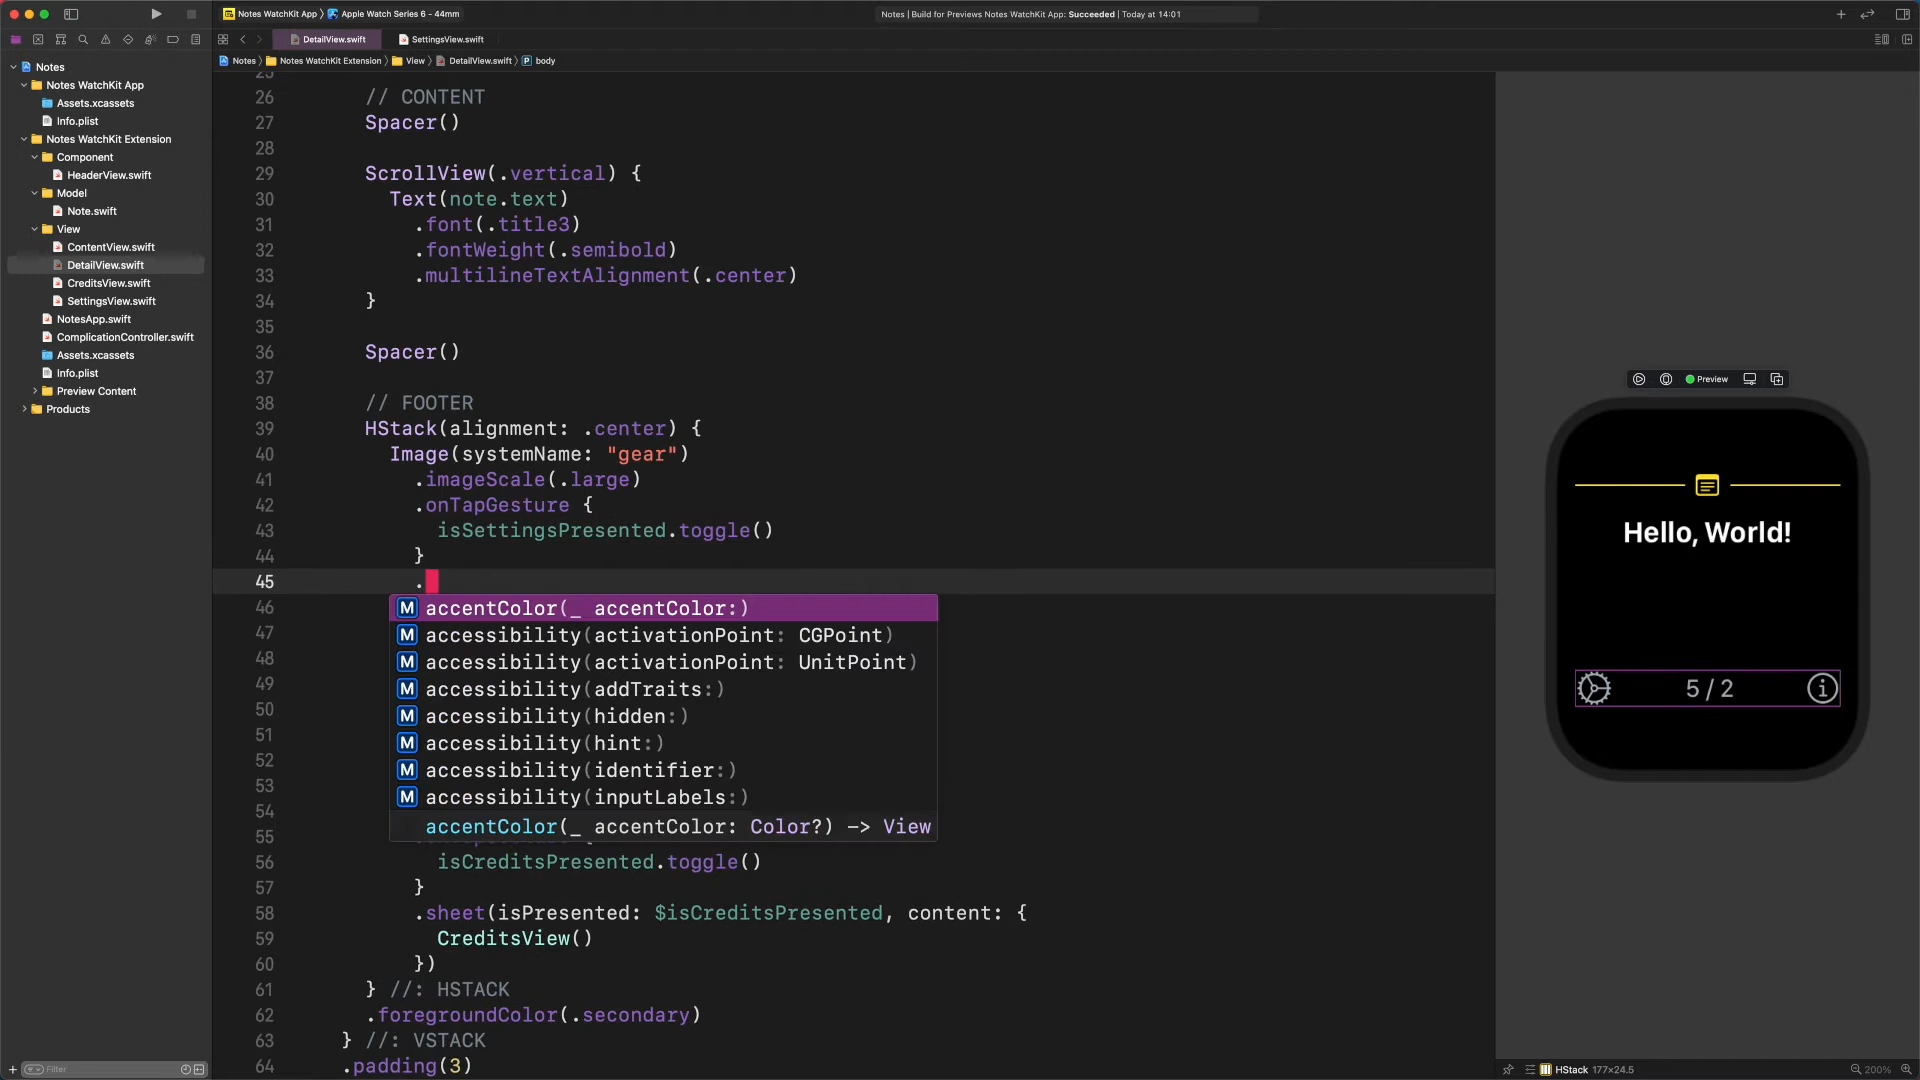 Notes WatchKit App
Apple Watch Series 6 - 44mm
Notes | Build for Previews Notes WatchKit App: Succeeded | Today at 14:01
DetailView.swift
SettingsView.swift
Notes
Notes WatchKit Extension
View
DetailView.swift
body
Notes
Notes WatchKit App
Assets.xcassets
Info.plist
Notes WatchKit Extension
Component
HeaderView.swift
Model
Note.swift
View
ContentView.swift
DetailView.swift
CreditsView.swift
SettingsView.swift
NotesApp.swift
ComplicationController.swift
Assets.xcassets
Info.plist
Preview Content
Products
Filter
25
26 // CONTENT
27 Spacer()
28
29 ScrollView(.vertical) {
30 Text(note.text)
31 .font(.title3)
32 .fontWeight(.semibold)
33 .multilineTextAlignment(.center)
34 }
35
36 Spacer()
37
38 // FOOTER
39 HStack(alignment: .center) {
40 Image(systemName: "gear")
41 .imageScale(.large)
42 .onTapGesture {
43 isSettingsPresented.toggle()
44 }
45 .
46
47
48
49
50
51
52
53
54
55
M accentColor(_ accentColor:)
M accessibility(activationPoint: CGPoint)
M accessibility(activationPoint: UnitPoint)
M accessibility(addTraits:)
M accessibility(hidden:)
M accessibility(hint:)
M accessibility(identifier:)
M accessibility(inputLabels:)
accentColor(_ accentColor: Color?) -> View
56 isCreditsPresented.toggle()
57 }
58 .sheet(isPresented: $isCreditsPresented, content: {
59 CreditsView()
60 })
61 } //: HSTACK
62 .foregroundColor(.secondary)
63 } //: VSTACK
64 .padding(3)
Preview
Hello, World!
5 / 2
HStack 177×24.5
200%